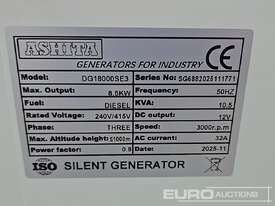 ASHITA
GENERATORS FOR INDUSTRY
CE
Model: DG18000SE3 Series No: SG688202511 1771
Max. Output: 8.5KW Frequency: 50HZ
Fuel: DIESEL KVA: 10.5
Rated Voltage: 240V/415V DC output: 12V
Phase: THREE Speed: 3000r.p.m
Max. Altitude height: ≤1000m AC current: 32A
Power factor: 0.8 Date: 2025-11
ISO SILENT GENERATOR
EURO AUCTIONS